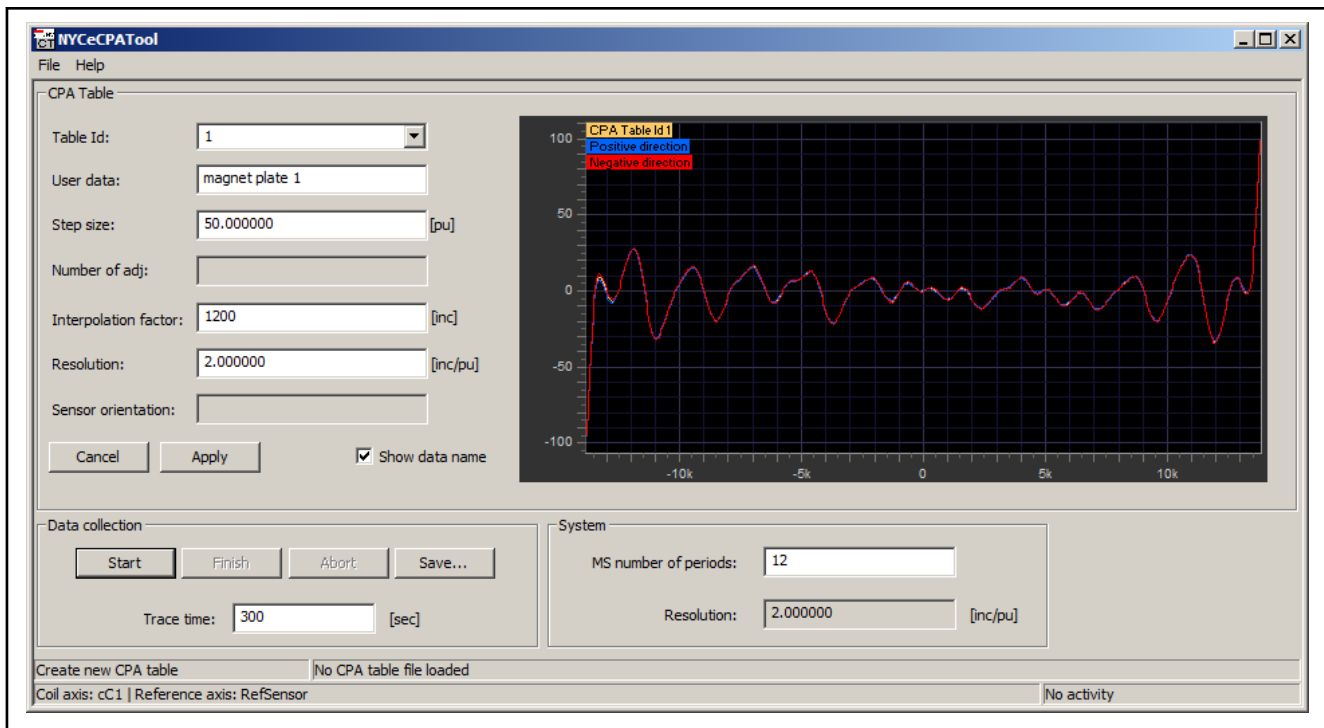 NYCeCPATool
File Help
CPA Table
Table Id: 1
User data: magnet plate 1
Step size: 50.000000 [pu]
Number of adj:
Interpolation factor: 1200 [inc]
Resolution: 2.000000 [inc/pu]
Sensor orientation:
Cancel Apply Show data name
CPA Table Id 1
Positive direction
Negative direction
100
50
0
-50
-100
-10k -5k 0 5k 10k
Data collection
Start Finish Abort Save...
Trace time: 300 [sec]
System
MS number of periods: 12
Resolution: 2.000000 [inc/pu]
Create new CPA table No CPA table file loaded
Coil axis: cC1 | Reference axis: RefSensor No activity